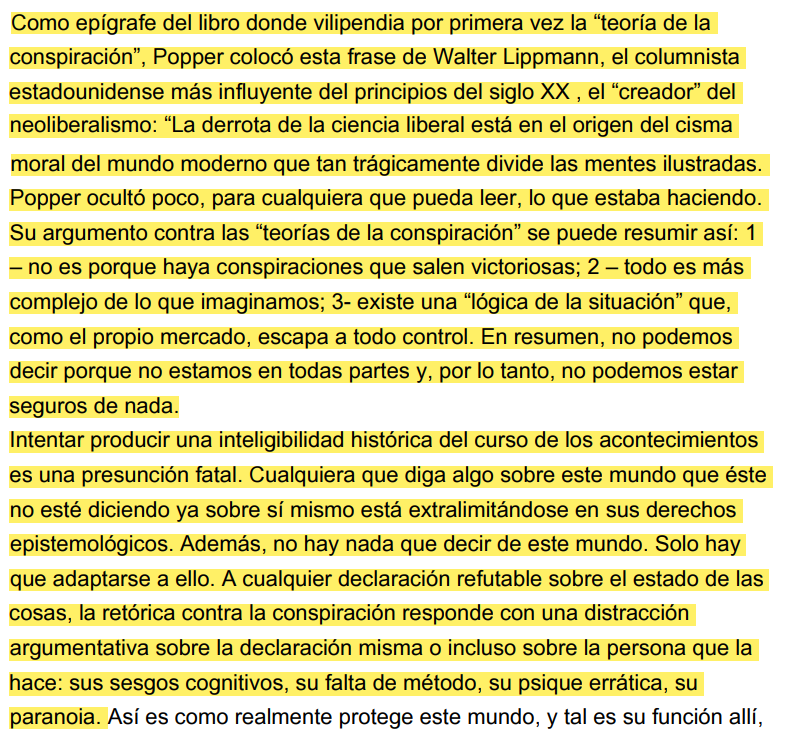 Como epígrafe del libro donde vilipendia por primera vez la “teoría de la
conspiración”, Popper colocó esta frase de Walter Lippmann, el columnista
estadounidense más influyente del principios del siglo XX , el “creador” del
neoliberalismo: “La derrota de la ciencia liberal está en el origen del cisma
moral del mundo moderno que tan trágicamente divide las mentes ilustradas.
Popper ocultó poco, para cualquiera que pueda leer, lo que estaba haciendo.
Su argumento contra las “teorías de la conspiración” se puede resumir así: 1
– no es porque haya conspiraciones que salen victoriosas; 2 – todo es más
complejo de lo que imaginamos; 3- existe una “lógica de la situación” que,
como el propio mercado, escapa a todo control. En resumen, no podemos
decir porque no estamos en todas partes y, por lo tanto, no podemos estar
seguros de nada.
Intentar producir una inteligibilidad histórica del curso de los acontecimientos
es una presunción fatal. Cualquiera que diga algo sobre este mundo que éste
no esté diciendo ya sobre sí mismo está extralimitándose en sus derechos
epistemológicos. Además, no hay nada que decir de este mundo. Solo hay
que adaptarse a ello. A cualquier declaración refutable sobre el estado de las
cosas, la retórica contra la conspiración responde con una distracción
argumentativa sobre la declaración misma o incluso sobre la persona que la
hace: sus sesgos cognitivos, su falta de método, su psique errática, su
paranoia. Así es como realmente protege este mundo, y tal es su función allí,